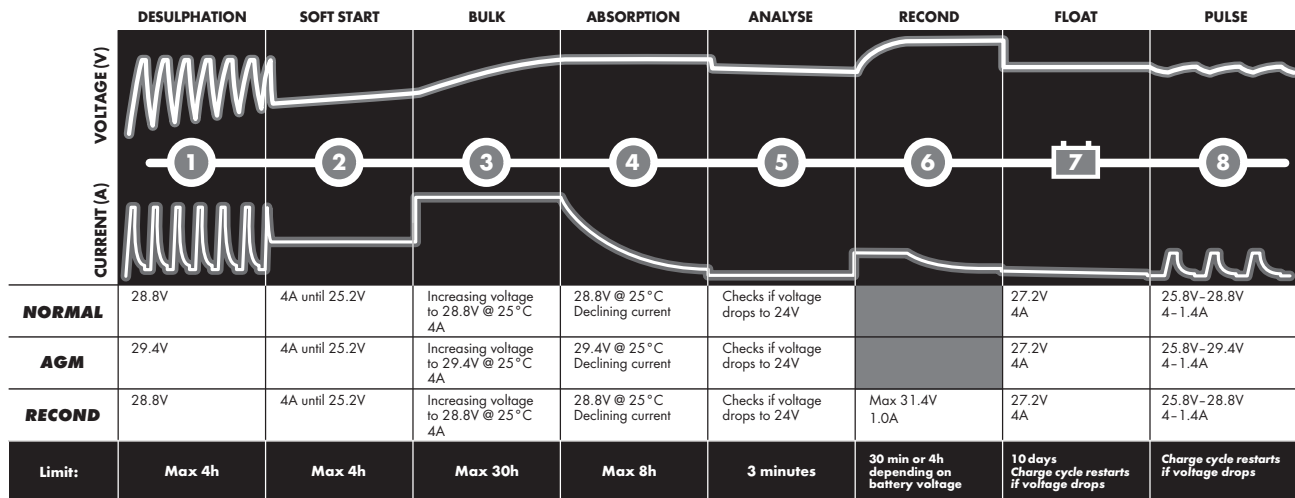 DESULPHATION SOFT START BULK ABSORPTION ANALYSE RECOND FLOAT PULSE
VOLTAGE (V)
1 2 3 4 5 6 7 8
CURRENT (A)
NORMAL
28.8V
4A until 25.2V
Increasing voltage
to 28.8V @ 25°C
4A
28.8V @ 25°C
Declining current
Checks if voltage
drops to 24V
27.2V
4A
25.8V–28.8V
4–1.4A
AGM
29.4V
4A until 25.2V
Increasing voltage
to 29.4V @ 25°C
4A
29.4V @ 25°C
Declining current
Checks if voltage
drops to 24V
27.2V
4A
25.8V–29.4V
4–1.4A
RECOND
28.8V
4A until 25.2V
Increasing voltage
to 28.8V @ 25°C
4A
28.8V @ 25°C
Declining current
Checks if voltage
drops to 24V
Max 31.4V
1.0A
27.2V
4A
25.8V–28.8V
4–1.4A
Limit:
Max 4h
Max 4h
Max 30h
Max 8h
3 minutes
30 min or 4h
depending on
battery voltage
10 days
Charge cycle restarts
if voltage drops
Charge cycle restarts
if voltage drops